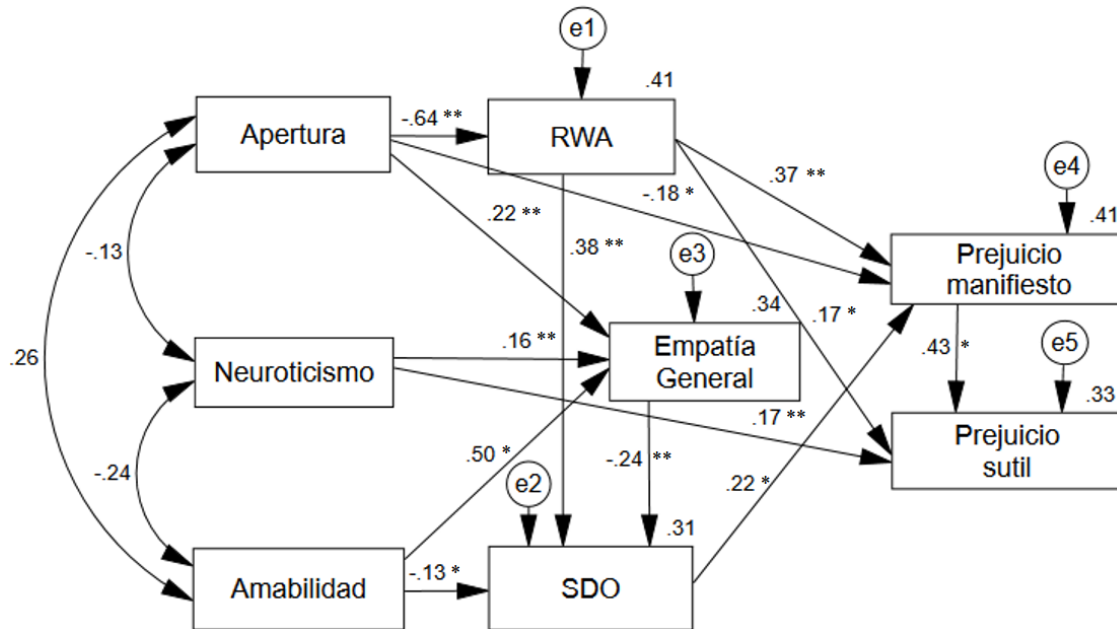 e1
.41
Apertura
-.64 **
RWA
e4
.37 **
-.18 *
.41
.22 **
.38 **
e3
Prejuicio
manifiesto
-.13
.34
.17 *
.26
.16 **
Empatía
General
.43 *
e5
Neuroticismo
.33
.17 **
Prejuicio
sutil
.50 *
-.24 **
-.24
e2
.22 *
.31
Amabilidad
-.13 *
SDO